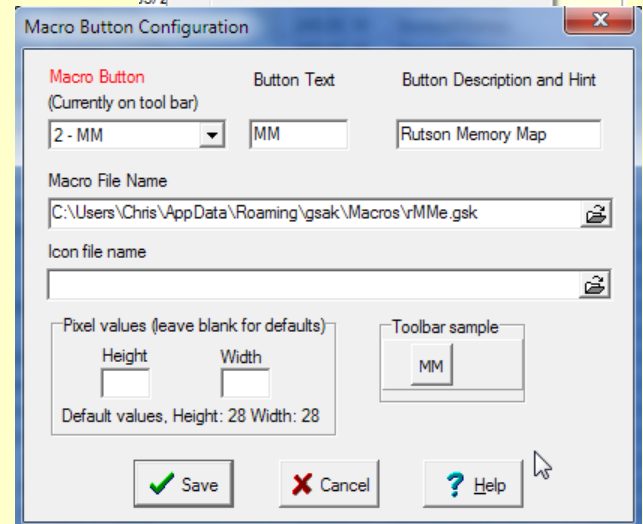 Macro Button Configuration
Macro Button Button Text Button Description and Hint
(Currently on tool bar)
2 - MM MM Rutson Memory Map
Macro File Name
C:\Users\Chris\AppData\Roaming\gsak\Macros\rMMe.gsk
Icon file name
Pixel values (leave blank for defaults) Toolbar sample
Height Width
MM
Default values, Height: 28 Width: 28
Save Cancel ? Help